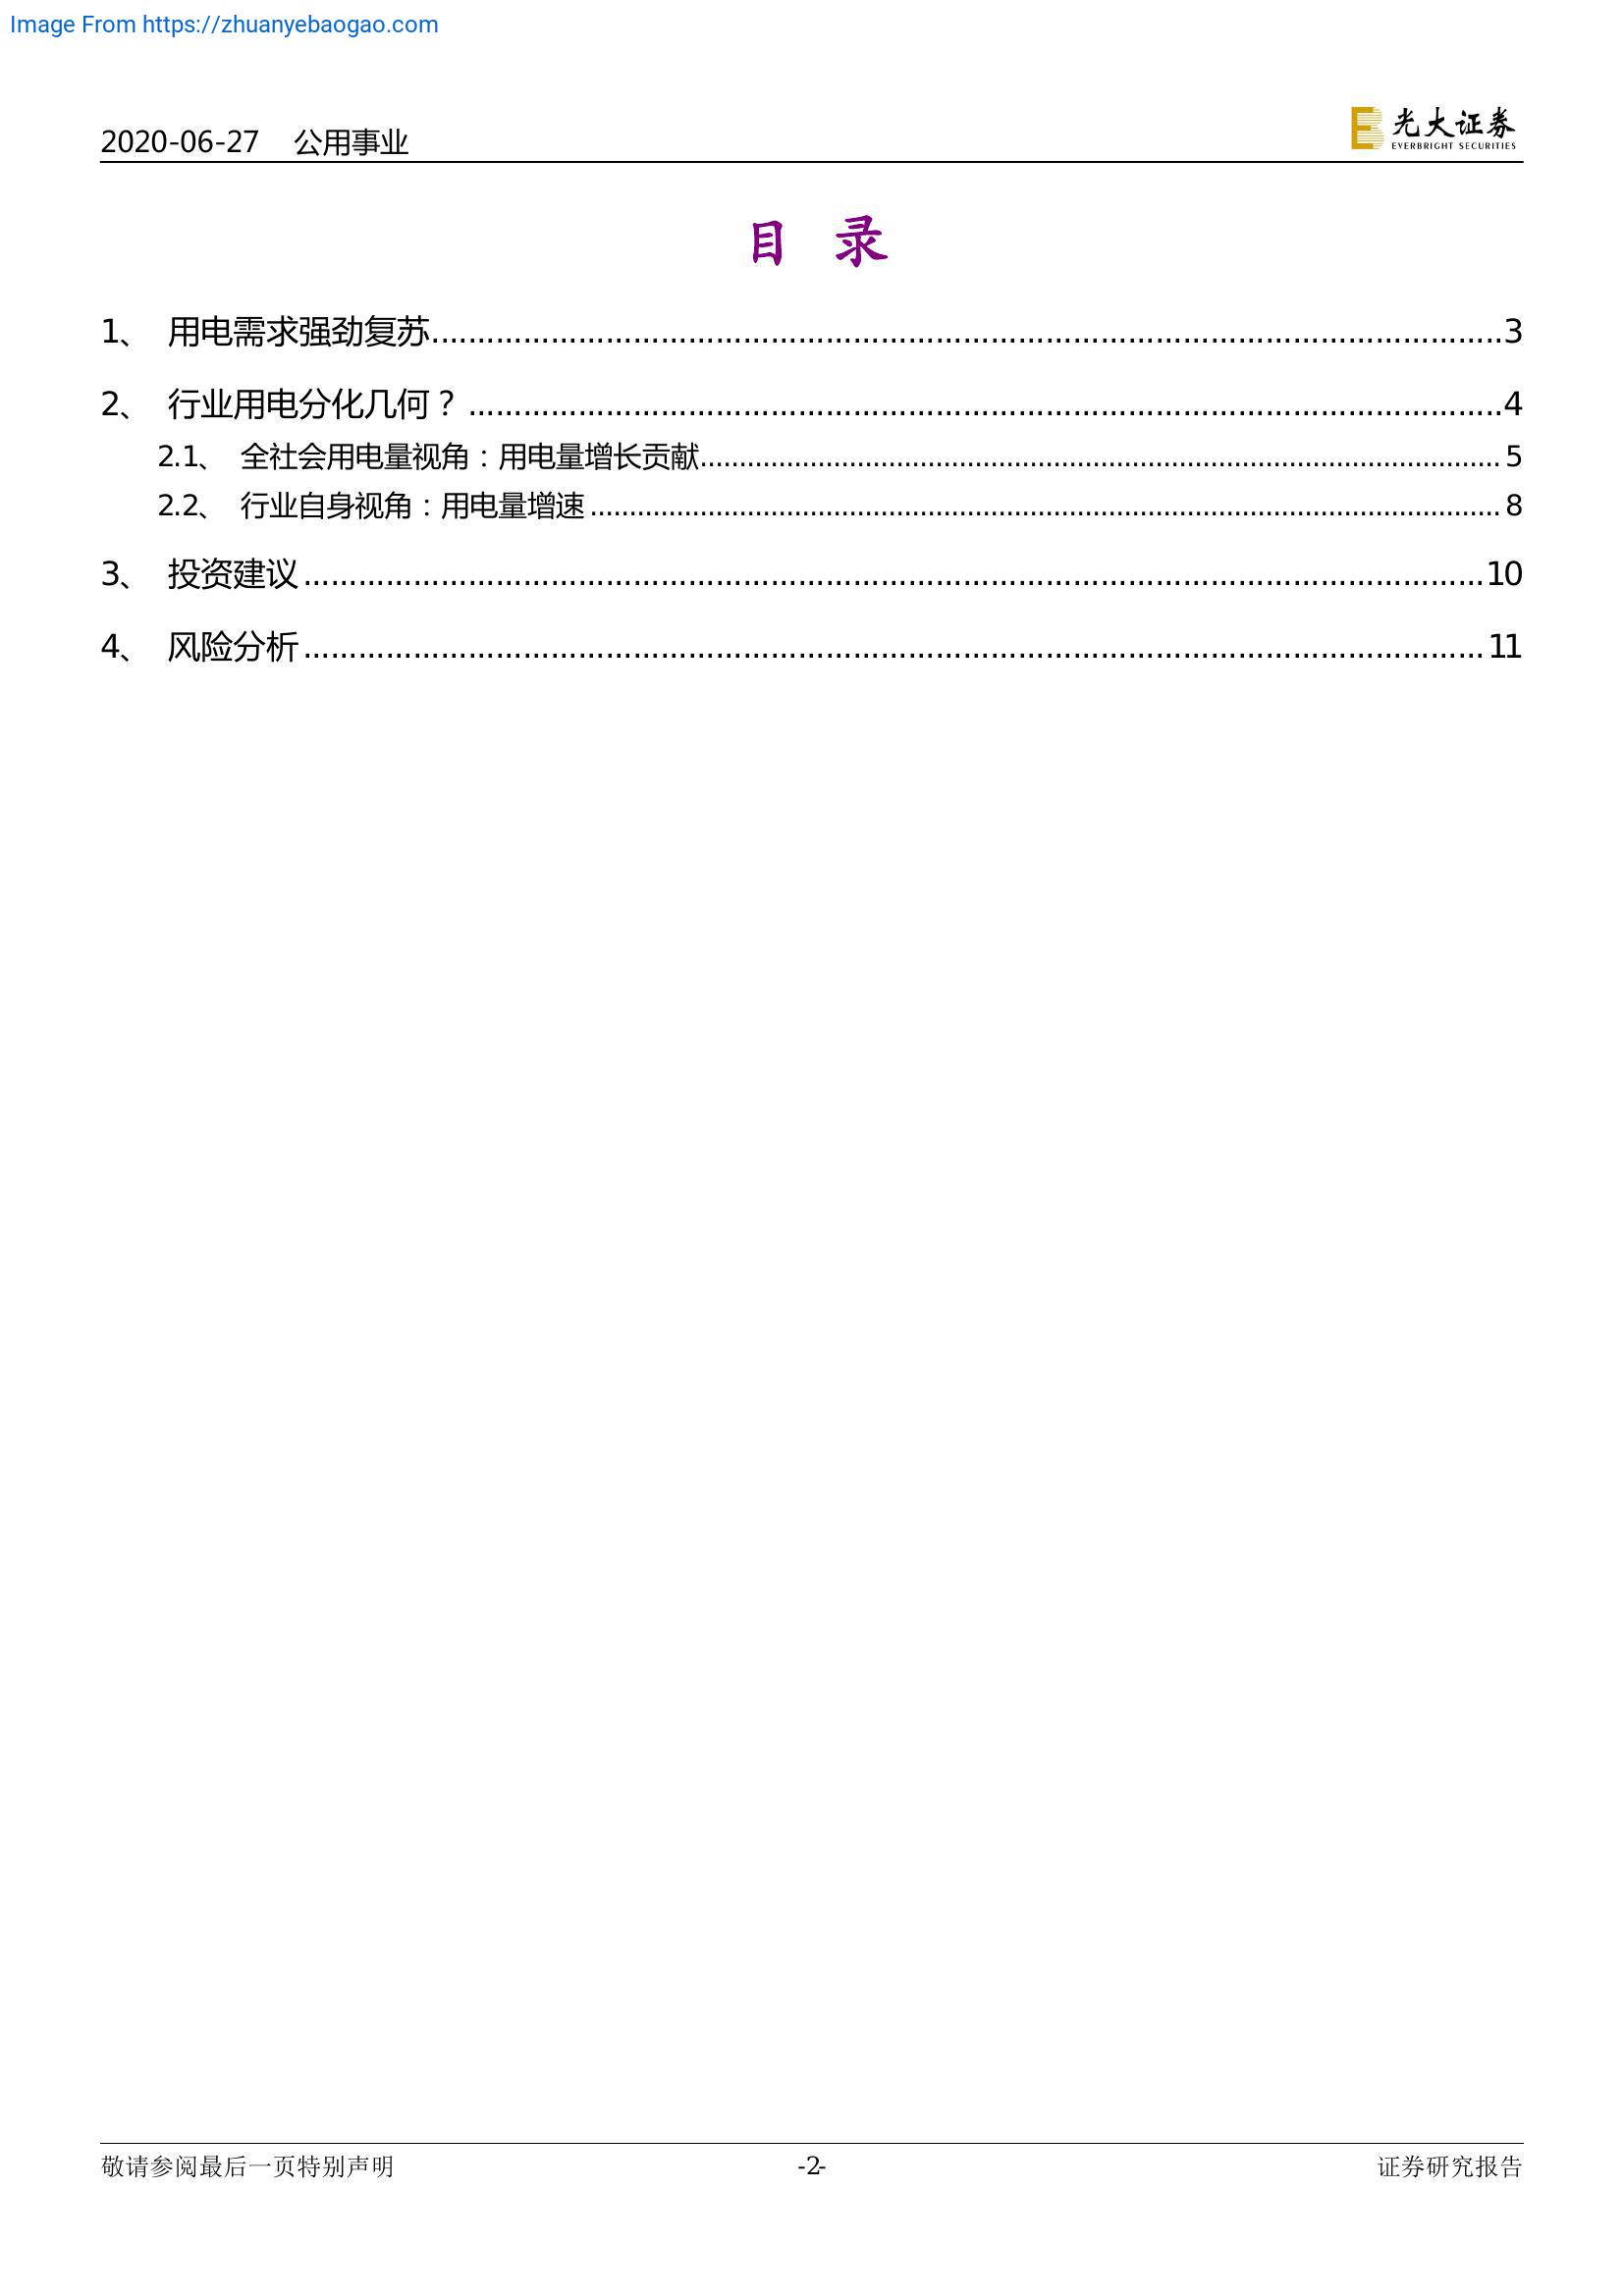 Image From https://zhuanyebaogao.com
2020-06-27 公用事业
光大证券
EVERBRIGHT SECURITIES
目 录
1、 用电需求强劲复苏........................................................................................................................3
2、 行业用电分化几何？....................................................................................................................4
2.1、 全社会用电量视角：用电量增长贡献......................................................................................................5
2.2、 行业自身视角：用电量增速....................................................................................................................8
3、 投资建议....................................................................................................................................10
4、 风险分析....................................................................................................................................11
敬请参阅最后一页特别声明 -2- 证券研究报告